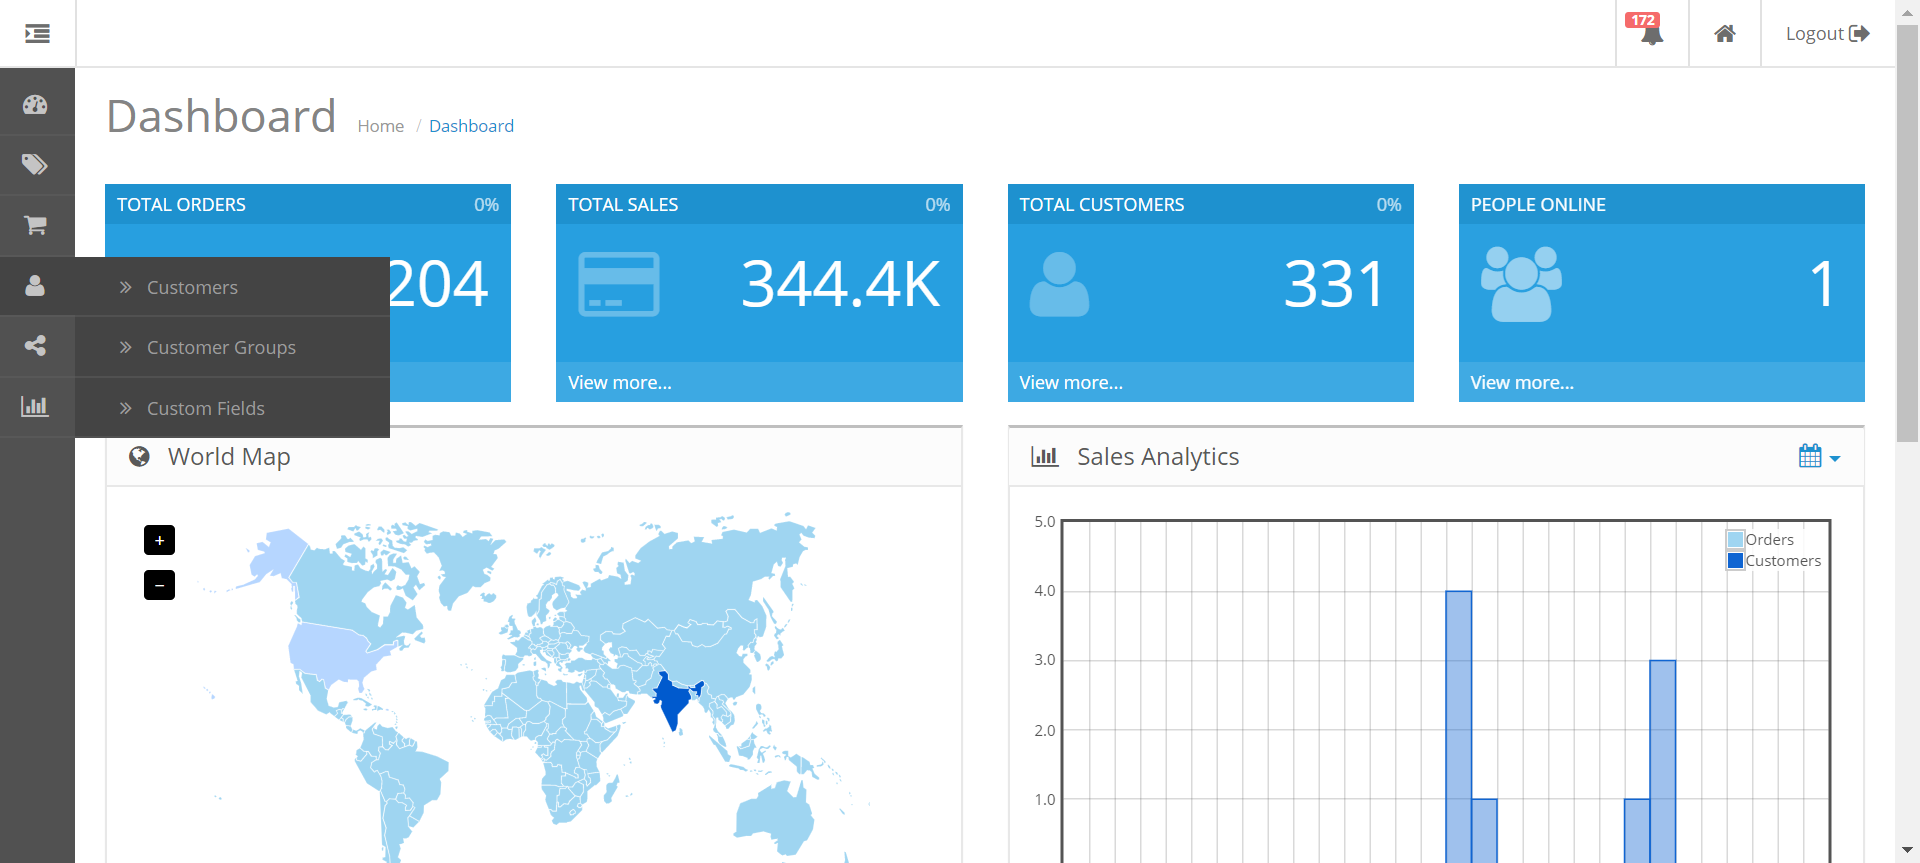 172
Logout
Dashboard
Home / Dashboard
TOTAL ORDERS 0%
204
TOTAL SALES 0%
344.4K
View more...
TOTAL CUSTOMERS 0%
331
View more...
PEOPLE ONLINE
1
View more...
» Customers
» Customer Groups
» Custom Fields
World Map
+
−
Sales Analytics
5.0
4.0
3.0
2.0
1.0
Orders
Customers